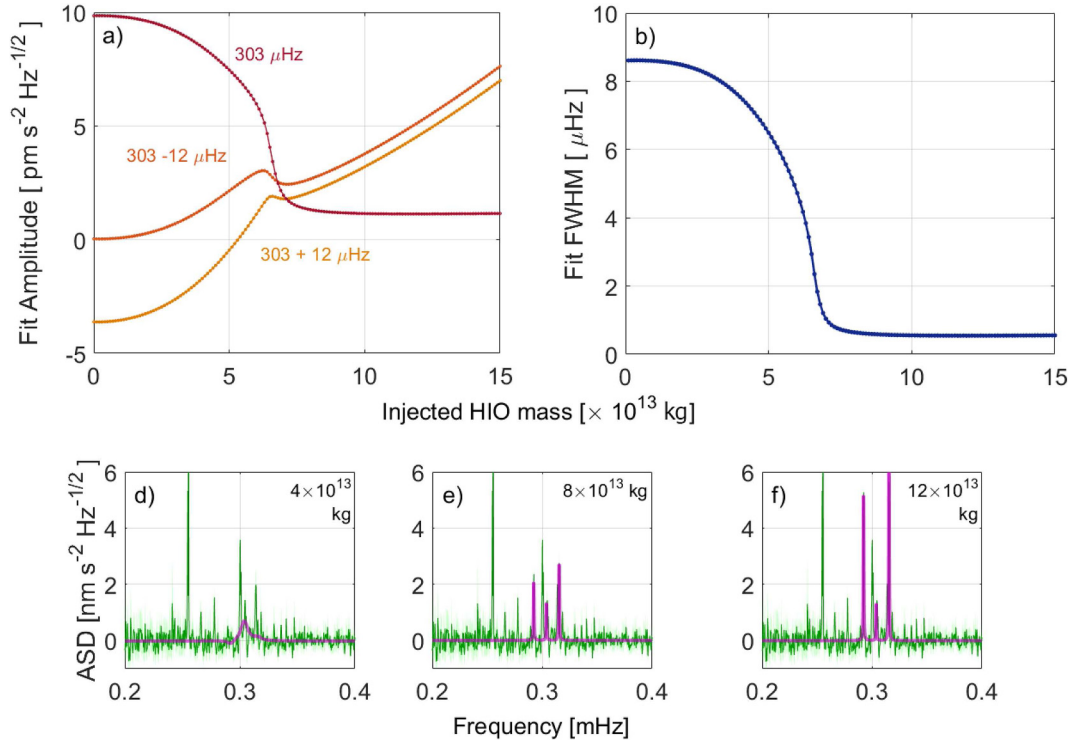 a)
303 μHz
303 -12 μHz
303 + 12 μHz
Fit Amplitude [ pm s⁻² Hz⁻¹/² ]
10
5
0
-5
0 5 10 15
b)
Fit FWHM [ μHz ]
10
8
6
4
2
0
0 5 10 15
Injected HIO mass [× 10¹³ kg]
d)
4×10¹³
kg
ASD [nm s⁻² Hz⁻¹/² ]
6
4
2
0
0.2 0.3 0.4
e)
8×10¹³ kg
6
4
2
0
0.2 0.3 0.4
f)
12×10¹³
kg
6
4
2
0
0.2 0.3 0.4
Frequency [mHz]